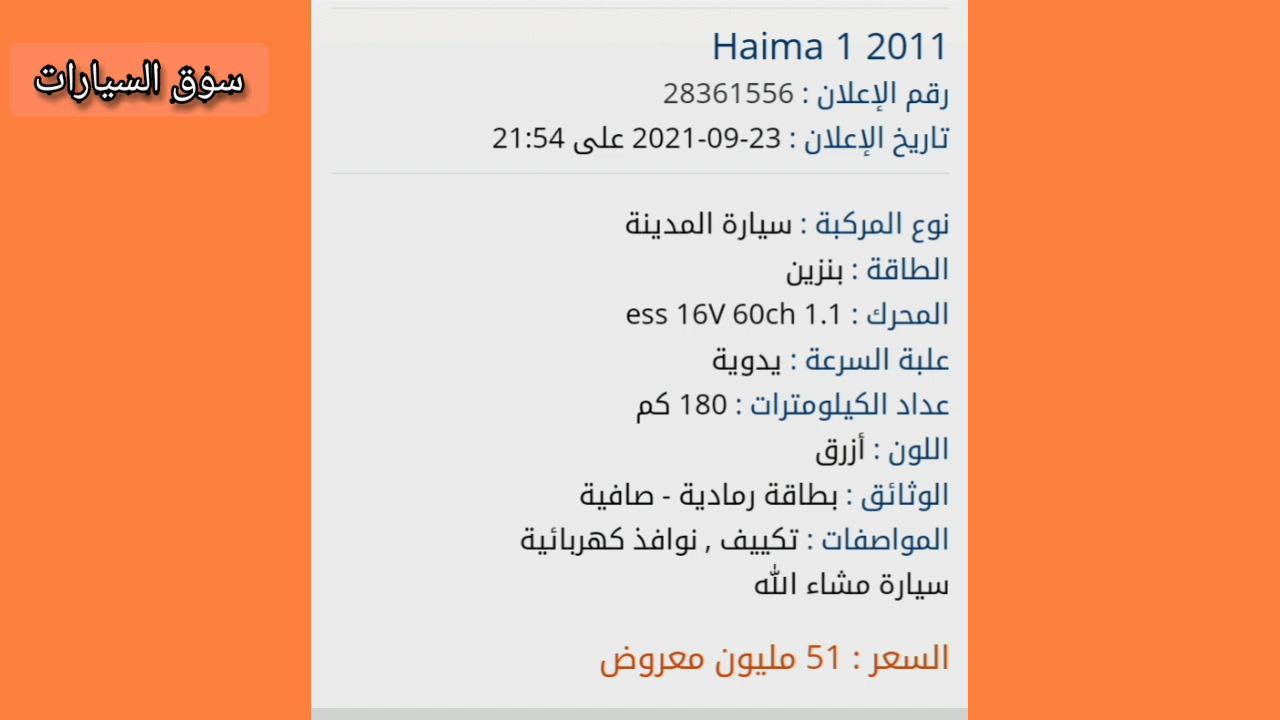 سوق السيارات
Haima 1 2011
رقم الإعلان : 28361556
تاريخ الإعلان : 23-09-2021 على 21:54
نوع المركبة : سيارة المدينة
الطاقة : بنزين
المحرك : 1.1 ess 16V 60ch
علبة السرعة : يدوية
عداد الكيلومترات : 180 كم
اللون : أزرق
الوثائق : بطاقة رمادية - صافية
المواصفات : تكييف , نوافذ كهربائية
سيارة مشاء الله
السعر : 51 مليون معروض